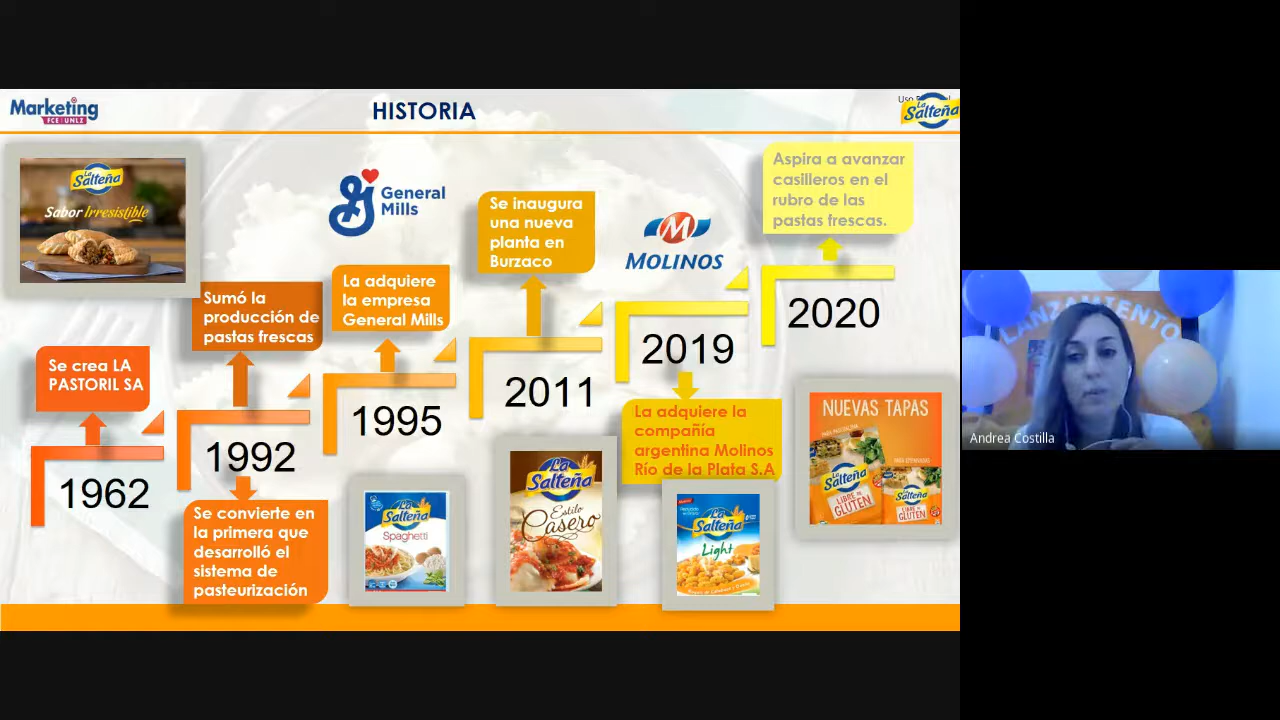 Marketing
FCE | UNLZ
HISTORIA
La
Salteña
La
Salteña
Sabor Irresistible
General
Mills
Se inaugura
una nueva
planta en
Burzaco
MOLINOS
Aspira a avanzar
casilleros en el
rubro de las
pastas frescas.
Sumó la
producción de
pastas frescas
La adquiere
la empresa
General Mills
Se crea LA
PASTORIL SA
1962
1992
1995
2011
2019
2020
Se convierte en
la primera que
desarrolló el
sistema de
pasteurización
La adquiere la
compañía
argentina Molinos
Río de la Plata S.A
La
Salteña
Spaghetti
La
Salteña
Estilo
Casero
La
Salteña
Light
NUEVAS TAPAS
La
Salteña
LIBRE DE
GLUTEN
La
Salteña
LIBRE DE
GLUTEN
LANZAMIENTO
Andrea Costilla